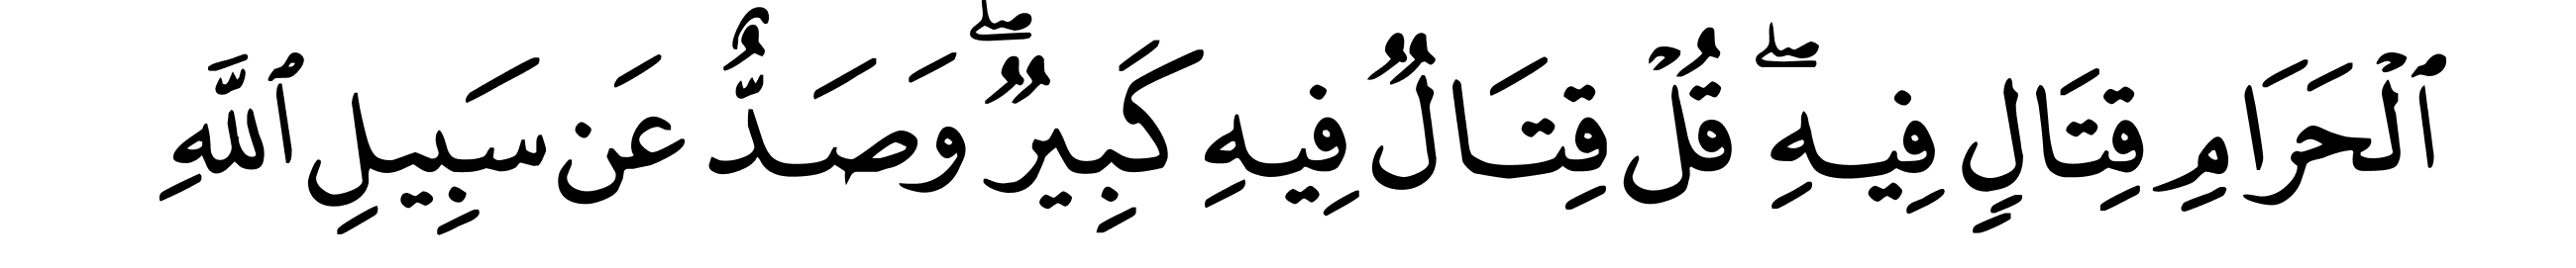 ٱلْحَرَامِ قِتَالٍ فِيهِۖ قُلْ قِتَالٌ فِيهِ كَبِيرٌۖ وَصَدٌّ عَن سَبِيلِ ٱللَّهِ